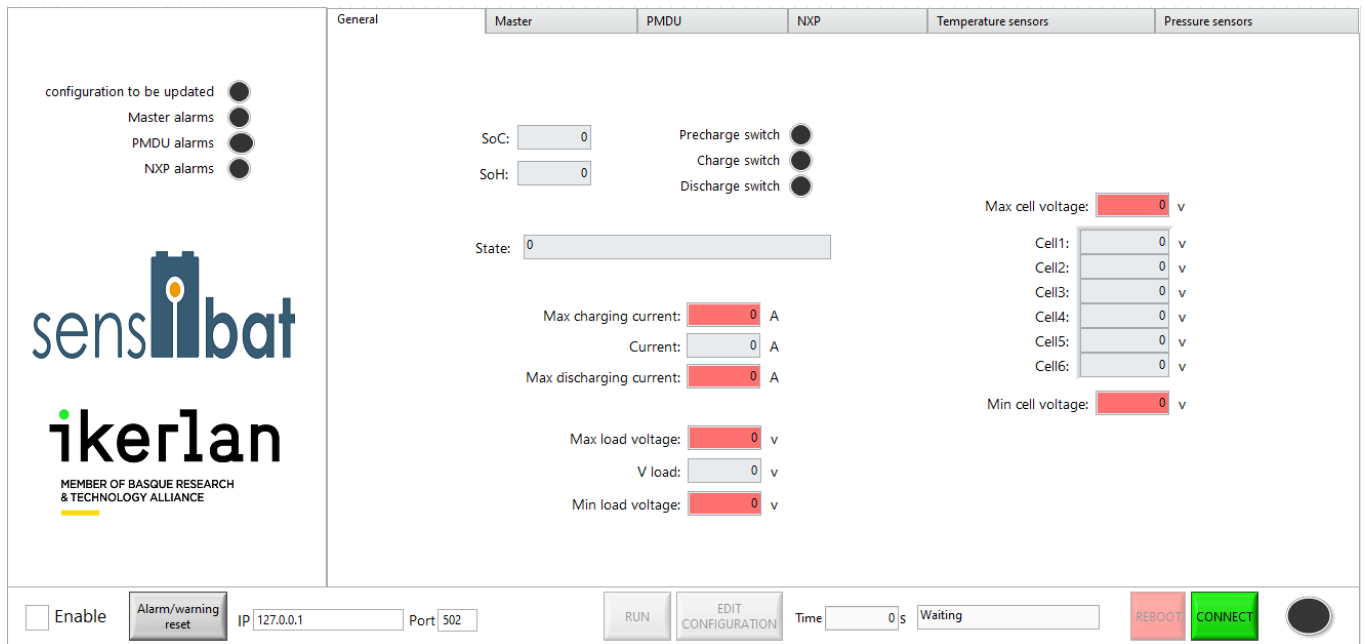 General
Master
PMDU
NXP
Temperature sensors
Pressure sensors
configuration to be updated
Master alarms
PMDU alarms
NXP alarms
sensibat
ikerlan
MEMBER OF BASQUE RESEARCH
& TECHNOLOGY ALLIANCE
SoC: 0
SoH: 0
Precharge switch
Charge switch
Discharge switch
State: 0
Max charging current: 0 A
Current: 0 A
Max discharging current: 0 A
Max load voltage: 0 v
V load: 0 v
Min load voltage: 0 v
Max cell voltage: 0 v
Cell1: 0 v
Cell2: 0 v
Cell3: 0 v
Cell4: 0 v
Cell5: 0 v
Cell6: 0 v
Min cell voltage: 0 v
Enable
Alarm/warning
reset
IP 127.0.0.1
Port 502
RUN
EDIT
CONFIGURATION
Time 0 s
Waiting
REBOOT
CONNECT